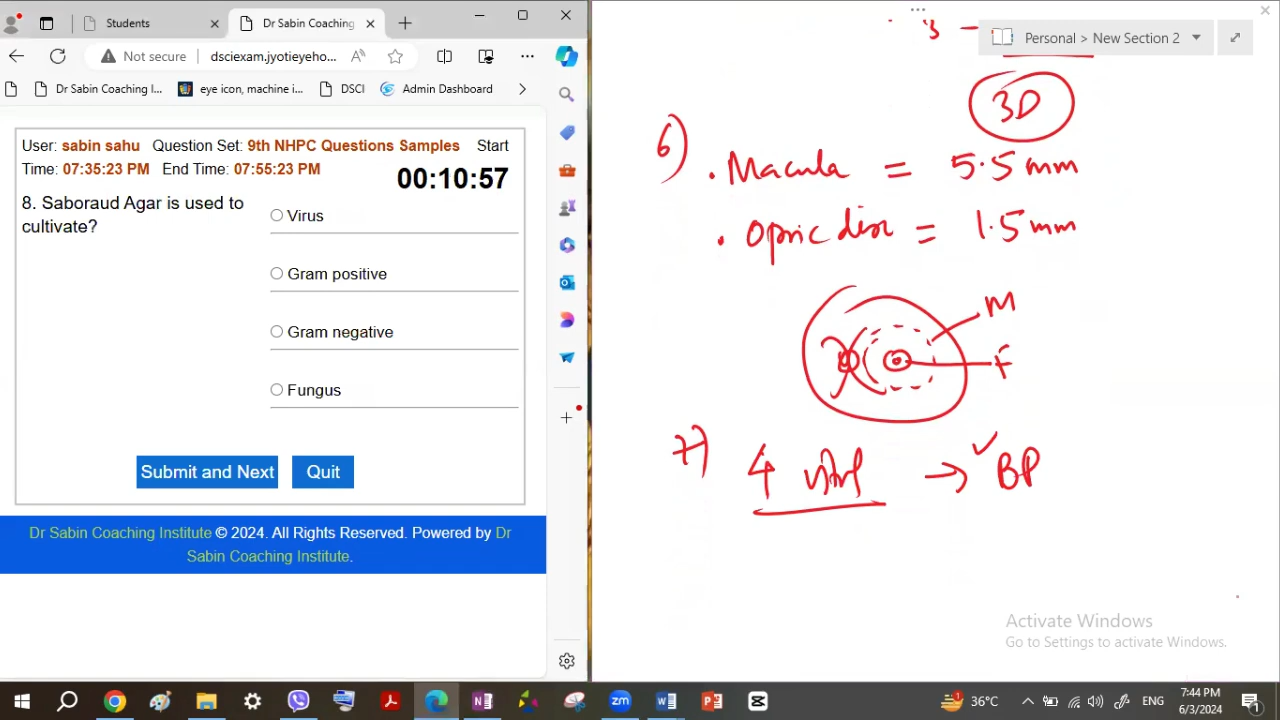 Students
Dr Sabin Coaching
Not secure
dsciexam.jyotieyeho...
Dr Sabin Coaching I...
eye icon, machine i...
DSCI
Admin Dashboard
User: sabin sahu Question Set: 9th NHPC Questions Samples Start
Time: 07:35:23 PM End Time: 07:55:23 PM
00:10:57
8. Saboraud Agar is used to
cultivate?
Virus
Gram positive
Gram negative
Fungus
Submit and Next
Quit
Dr Sabin Coaching Institute © 2024. All Rights Reserved. Powered by Dr
Sabin Coaching Institute.
Personal > New Section 2
3D
6) . Macula = 5.5 mm
. Optic disc = 1.5 mm
M
F
7) 4 vital → ✓ BP
Activate Windows
Go to Settings to activate Windows.
1
36°C
ENG
7:44 PM
6/3/2024
1